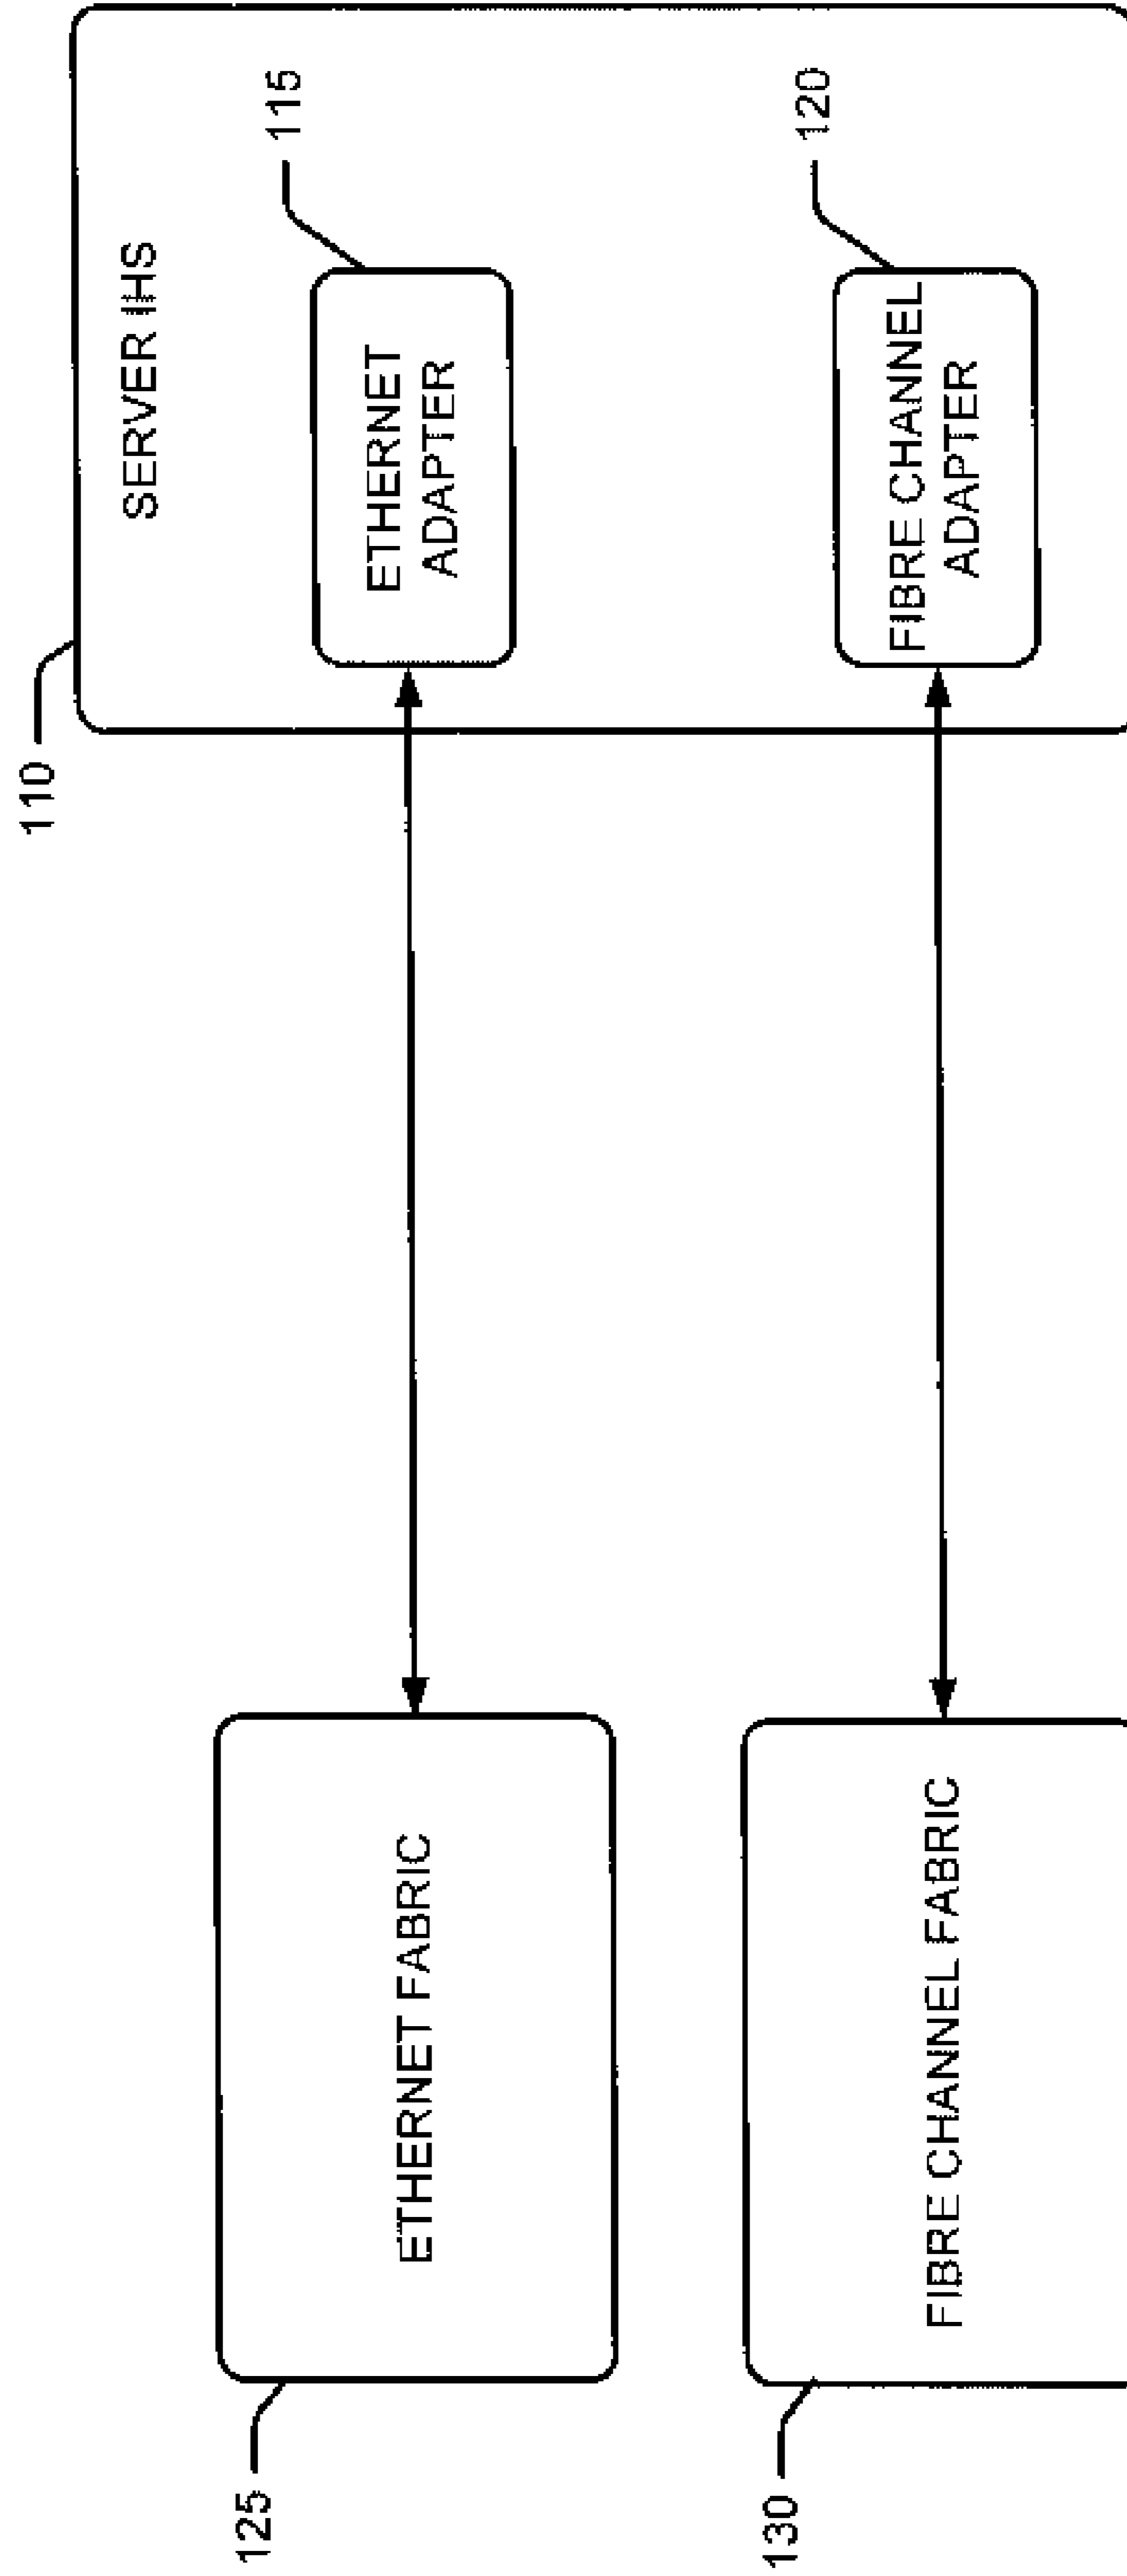 110
SERVER IHS
115
ETHERNET
ADAPTER
120
FIBRE CHANNEL
ADAPTER
125
ETHERNET FABRIC
130
FIBRE CHANNEL FABRIC